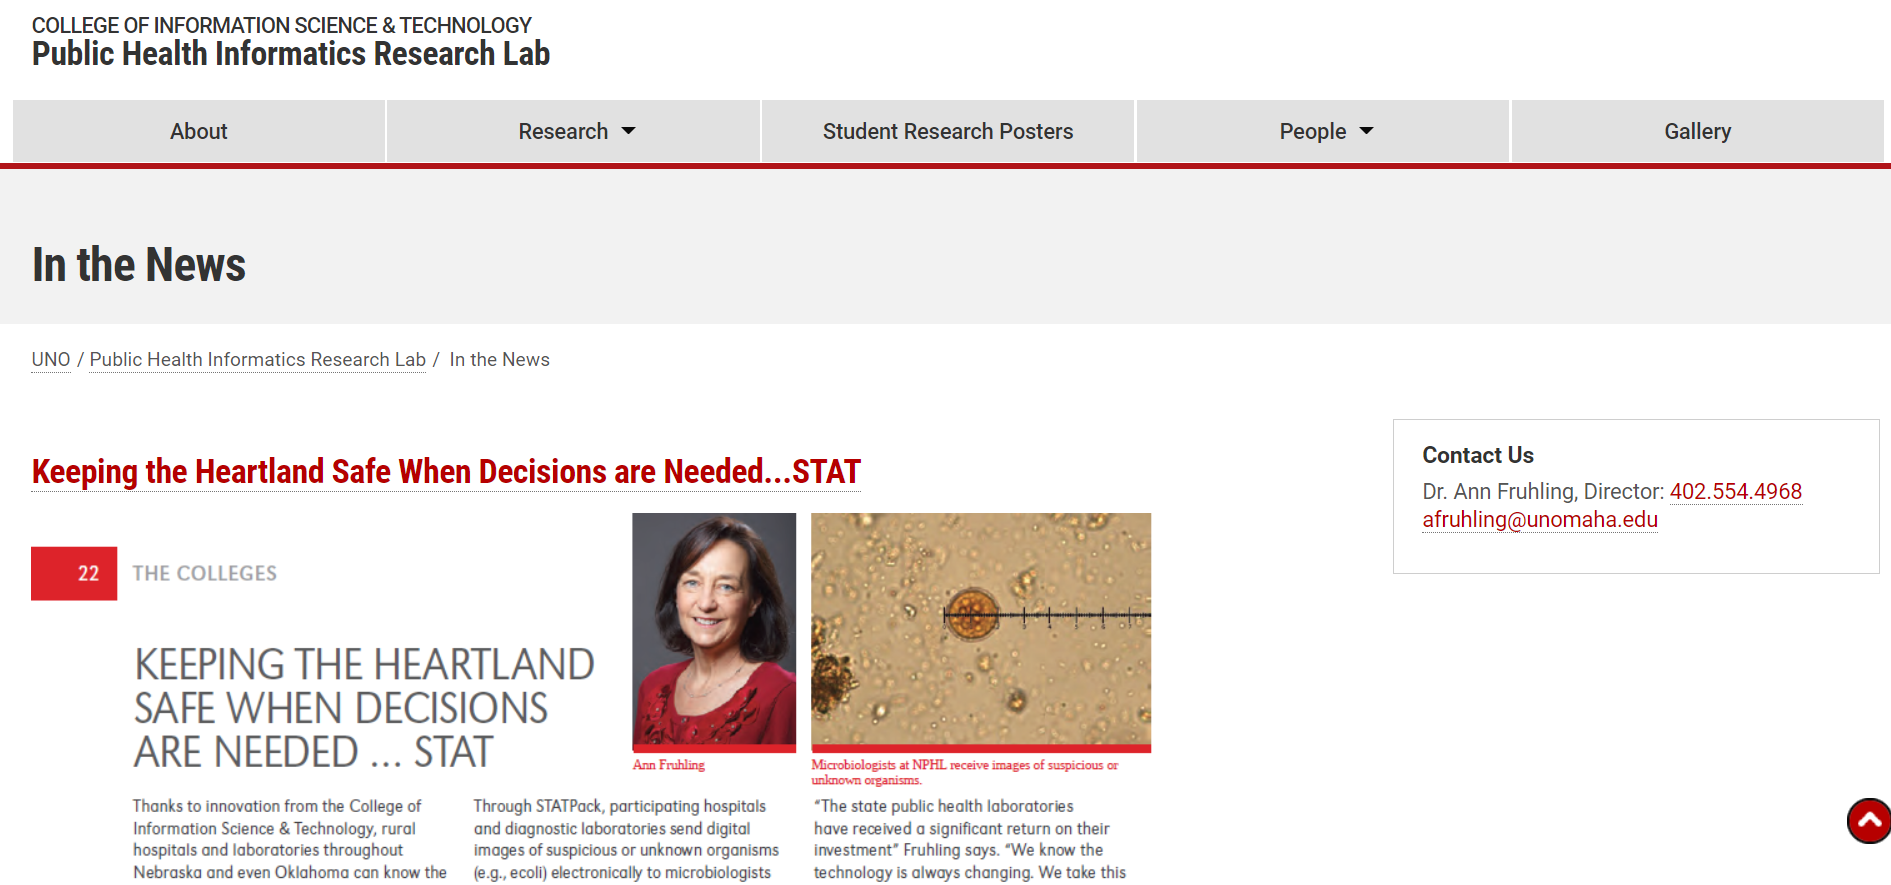 COLLEGE OF INFORMATION SCIENCE & TECHNOLOGY
Public Health Informatics Research Lab
About
Research
Student Research Posters
People
Gallery
In the News
UNO / Public Health Informatics Research Lab / In the News
Keeping the Heartland Safe When Decisions are Needed...STAT
22 THE COLLEGES
KEEPING THE HEARTLAND
SAFE WHEN DECISIONS
ARE NEEDED ... STAT
Ann Fruhling
Microbiologists at NPHL receive images of suspicious or
unknown organisms.
Thanks to innovation from the College of
Information Science & Technology, rural
hospitals and laboratories throughout
Nebraska and even Oklahoma can know the
Through STATPack, participating hospitals
and diagnostic laboratories send digital
images of suspicious or unknown organisms
(e.g., ecoli) electronically to microbiologists
“The state public health laboratories
have received a significant return on their
investment” Fruhling says. “We know the
technology is always changing. We take this
Contact Us
Dr. Ann Fruhling, Director: 402.554.4968
afruhling@unomaha.edu